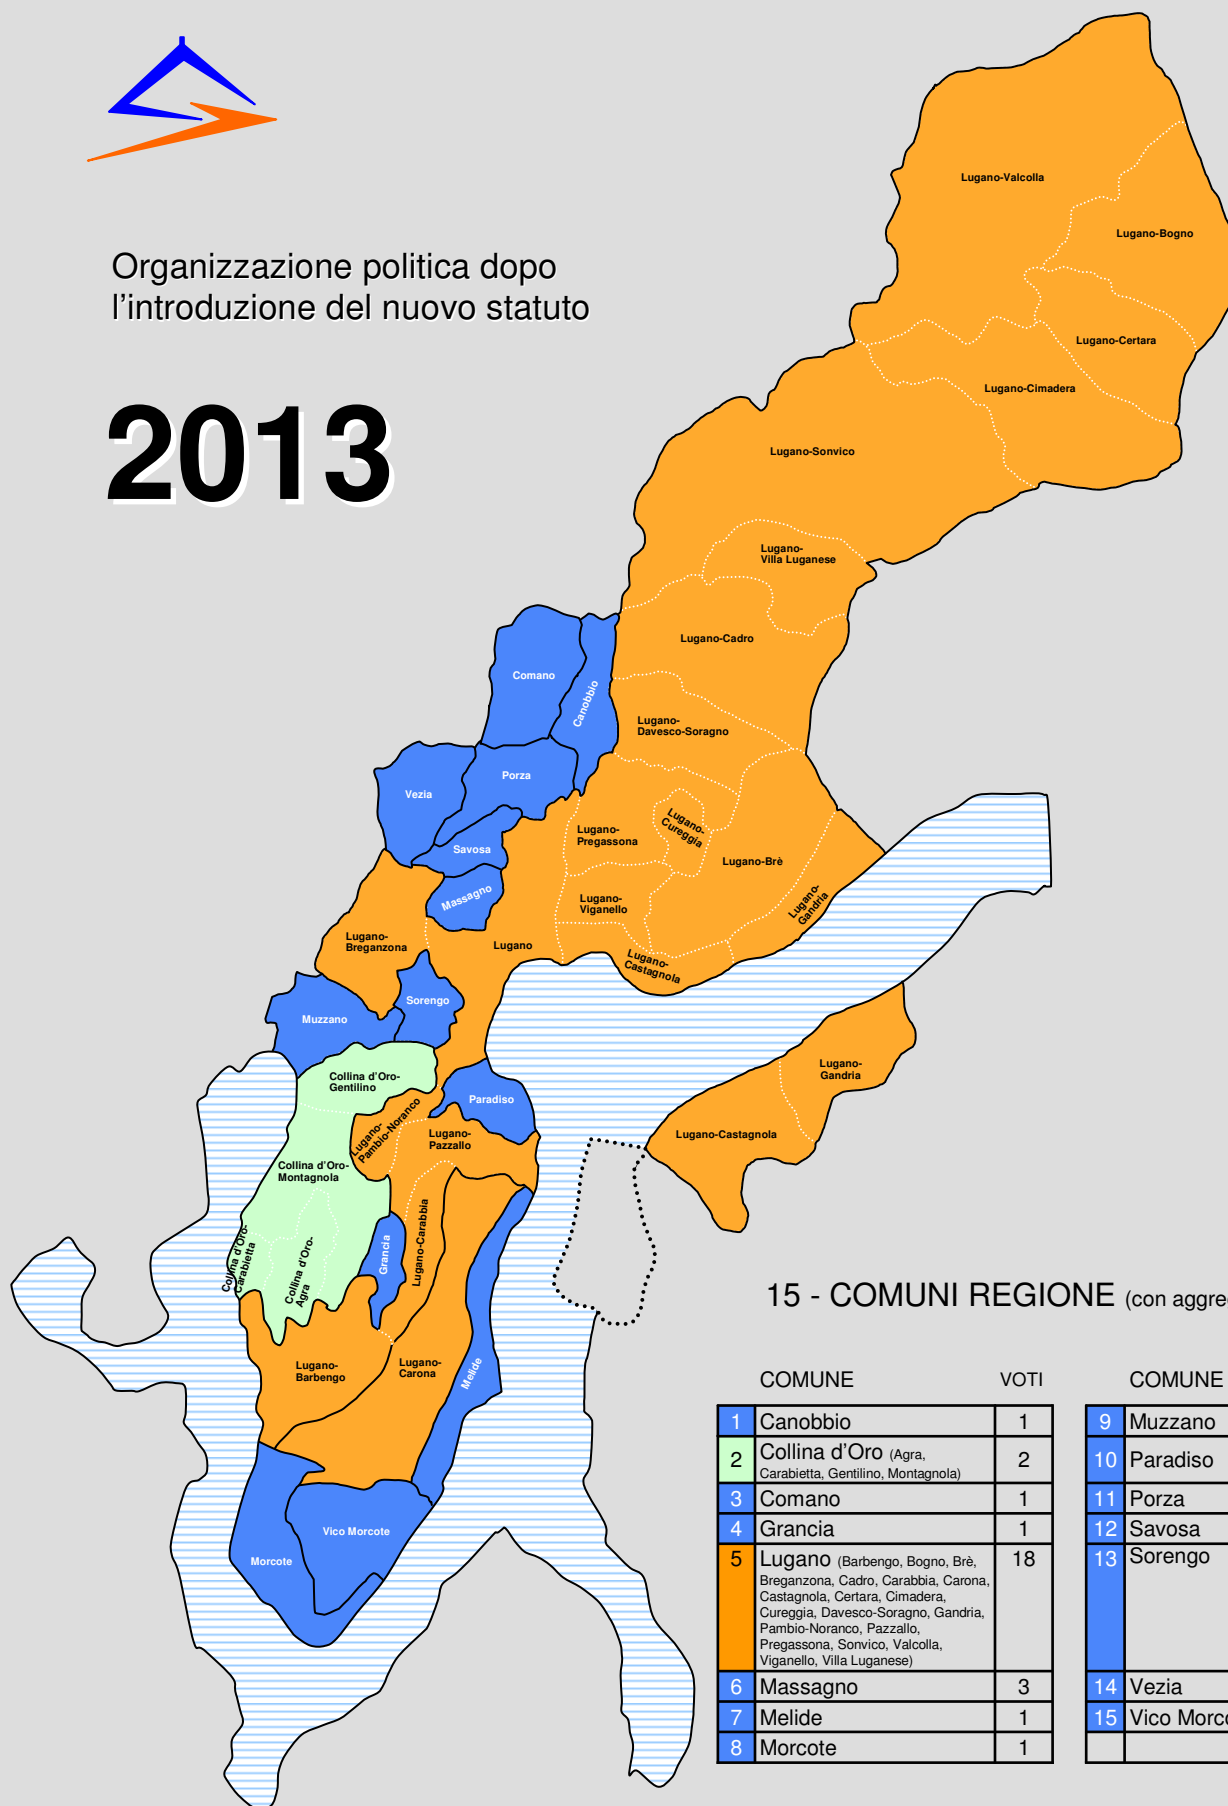 Organizzazione politica dopo
l'introduzione del nuovo statuto
2013
Lugano-Valcolla
Lugano-Bogno
Lugano-Certara
Lugano-Cimadera
Lugano-Sonvico
Lugano-
Villa Luganese
Lugano-Cadro
Comano
Canobbio
Lugano-
Davesco-Soragno
Porza
Vezia
Lugano-
Cureggia
Lugano-
Pregassona
Savosa
Lugano-Brè
Massagno
Lugano-
Viganello
Lugano-
Gandria
Lugano-
Breganzona
Lugano
Lugano-
Castagnola
Sorengo
Muzzano
Lugano-
Gandria
Collina d'Oro-
Gentilino
Paradiso
Lugano-
Pambio-Noranco
Lugano-
Pazzallo
Lugano-Castagnola
Collina d'Oro-
Montagnola
Collina d'Oro-
Carabietta
Collina d'Oro-
Agra
Grancia
Lugano-Carabbia
Lugano-
Barbengo
Lugano-
Carona
Melide
Vico Morcote
Morcote
15 - COMUNI REGIONE (con aggre
COMUNE VOTI
1 Canobbio 1
2 Collina d'Oro (Agra, 2
Carabietta, Gentilino, Montagnola)
3 Comano 1
4 Grancia 1
5 Lugano (Barbengo, Bogno, Brè, 18
Breganzona, Cadro, Carabbia, Carona,
Castagnola, Certara, Cimadera,
Cureggia, Davesco-Soragno, Gandria,
Pambio-Noranco, Pazzallo,
Pregassona, Sonvico, Valcolla,
Viganello, Villa Luganese)
6 Massagno 3
7 Melide 1
8 Morcote 1
COMUNE
9 Muzzano
10 Paradiso
11 Porza
12 Savosa
13 Sorengo
14 Vezia
15 Vico Morco